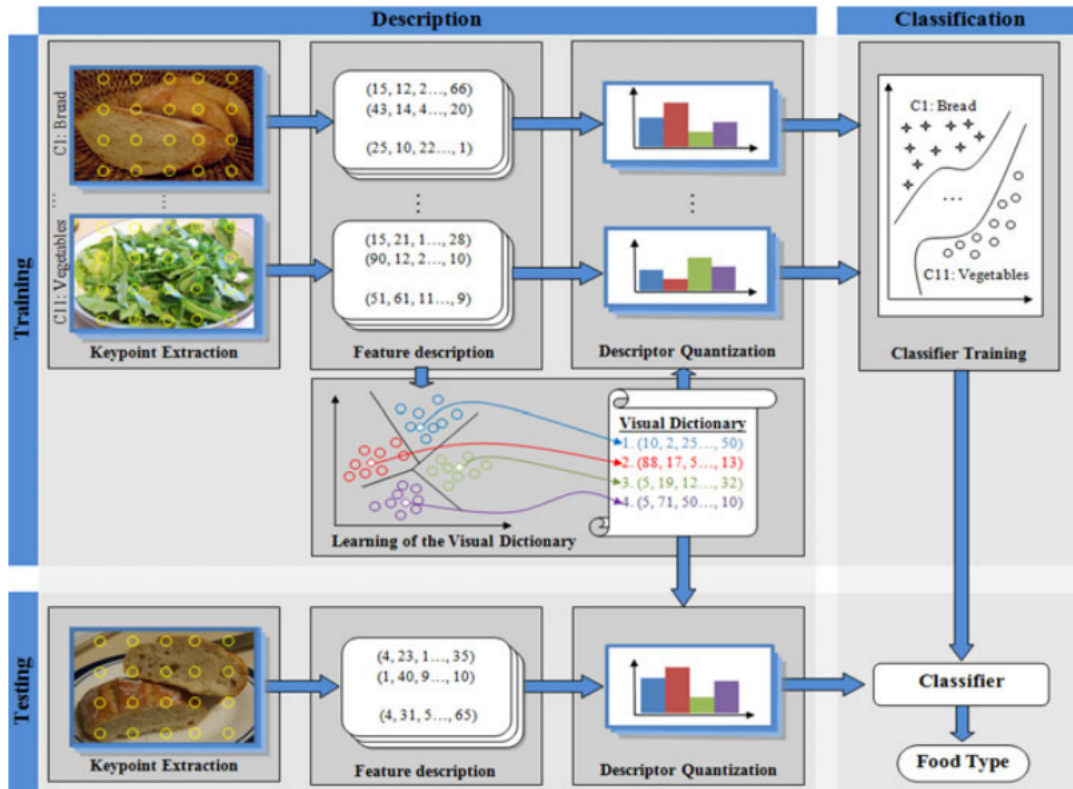 Description
Classification
Training
C1: Bread
...
C11: Vegetables
Keypoint Extraction
(15, 12, 2..., 66)
(43, 14, 4..., 20)
(25, 10, 22..., 1)
...
(15, 21, 1..., 28)
(90, 12, 2..., 10)
(51, 61, 11..., 9)
Feature description
...
Descriptor Quantization
C1: Bread
...
C11: Vegetables
Classifier Training
Learning of the Visual Dictionary
Visual Dictionary
1. (10, 2, 25..., 50)
2. (88, 17, 5..., 13)
3. (5, 19, 12..., 32)
4. (5, 71, 50..., 10)
Testing
Keypoint Extraction
(4, 23, 1..., 35)
(1, 40, 9..., 10)
(4, 31, 5..., 65)
Feature description
Descriptor Quantization
Classifier
Food Type